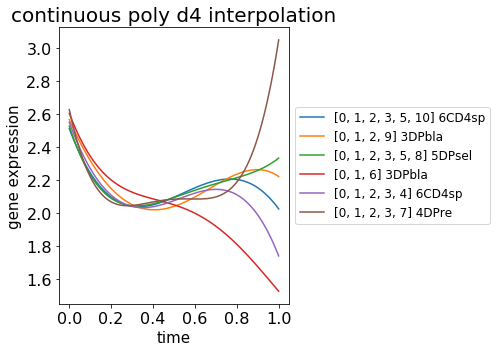 continuous poly d4 interpolation
gene expression
3.0
2.8
2.6
2.4
2.2
2.0
1.8
1.6
0.0 0.2 0.4 0.6 0.8 1.0
time
[0, 1, 2, 3, 5, 10] 6CD4sp
[0, 1, 2, 9] 3DPbla
[0, 1, 2, 3, 5, 8] 5DPsel
[0, 1, 6] 3DPbla
[0, 1, 2, 3, 4] 6CD4sp
[0, 1, 2, 3, 7] 4DPre